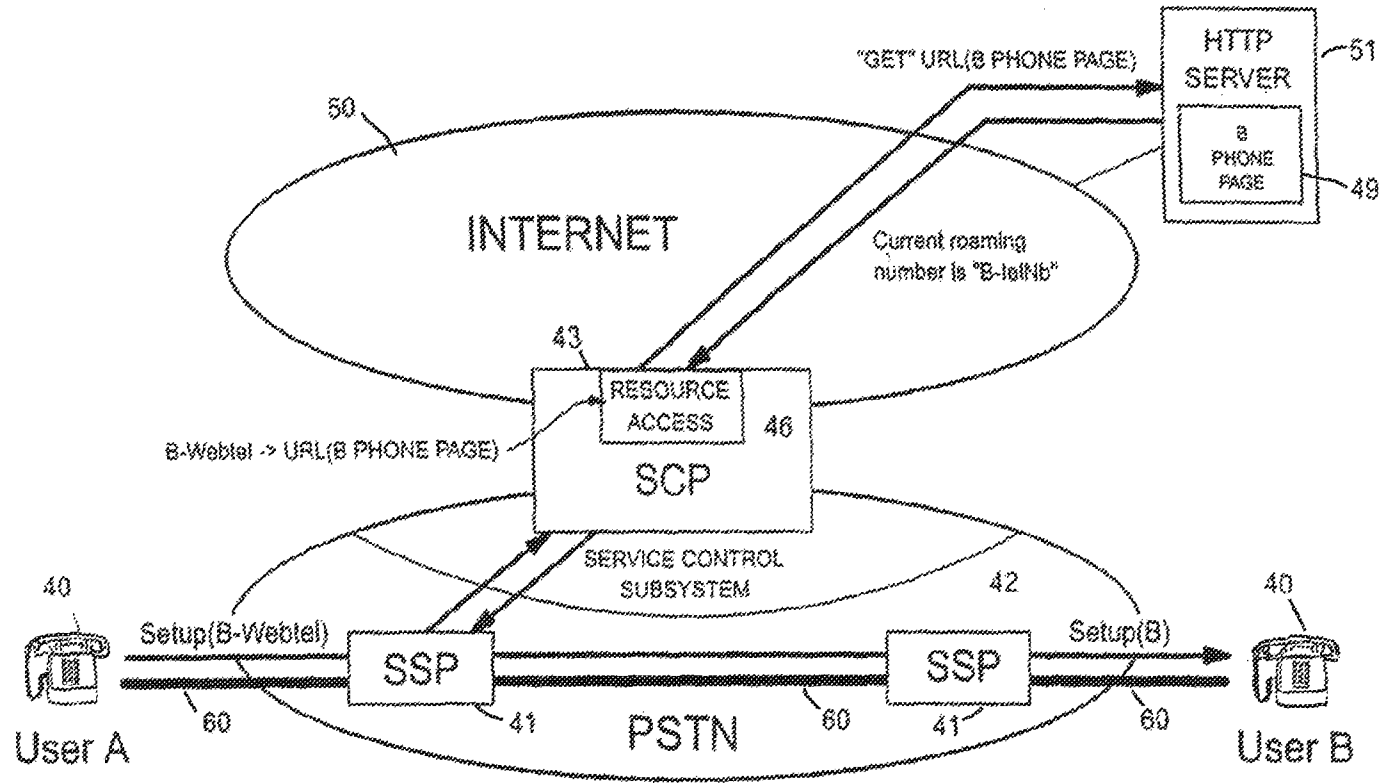 "GET" URL(B PHONE PAGE)
HTTP
SERVER
51
B
PHONE
PAGE
49
50
INTERNET
Current roaming
number is "B-telNb"
43
RESOURCE
ACCESS
46
B-Webtel -> URL(B PHONE PAGE)
SCP
SERVICE CONTROL
SUBSYSTEM
42
40
40
Setup(B-Webtel)
Setup(B)
SSP
SSP
60
41
60
41
60
PSTN
User A
User B